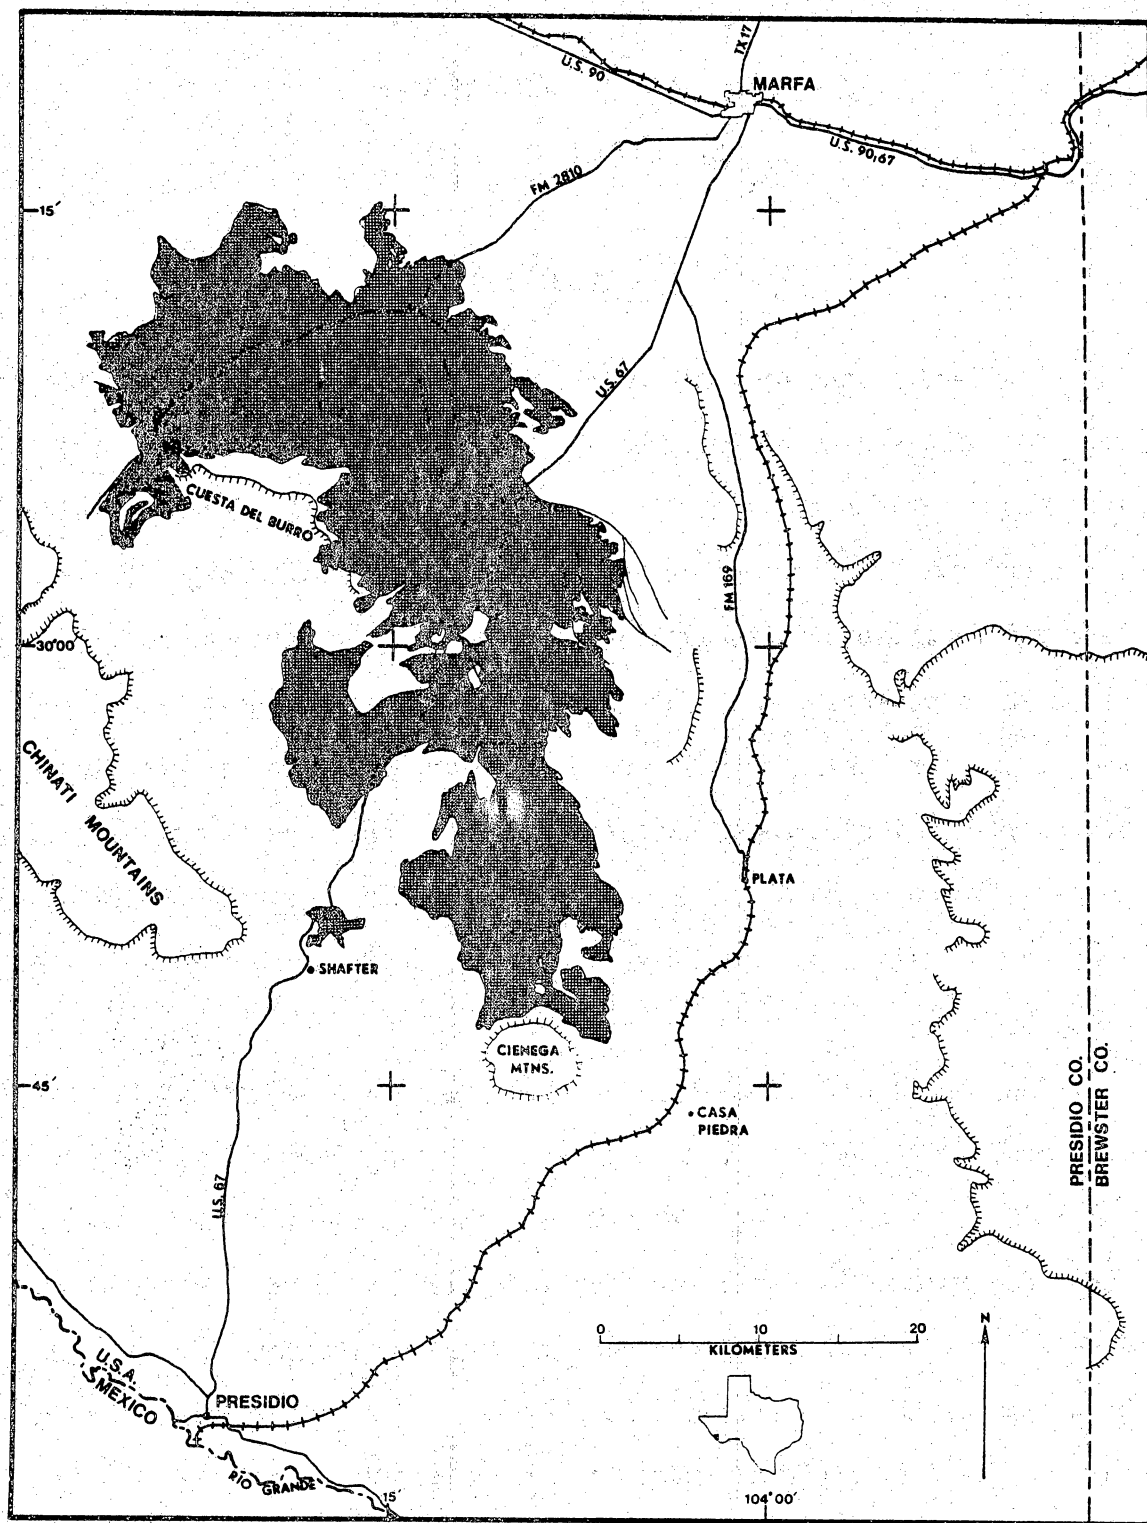 TX 17
U.S. 90
MARFA
U.S. 90,67
FM 2810
15′
U.S. 67
CUESTA DEL BURRO
FM 169
30°00′
CHINATI
MOUNTAINS
PLATA
SHAFTER
CIENEGA
MTNS.
45′
CASA
PIEDRA
PRESIDIO CO.
BREWSTER CO.
U.S. 67
N
0 10 20
KILOMETERS
U.S.A.
MEXICO
PRESIDIO
RIO GRANDE
15′
104°00′